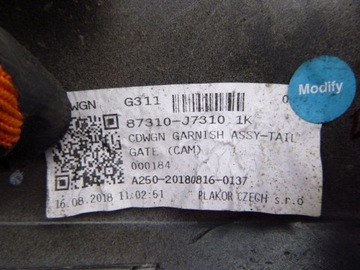 WGN G311
Modify
87310-J7310 1K
CDWGN GARNISH ASSY-TAIL
GATE (CAM)
000184
A250-20180816-0137
16.08.2018 11:02:51 PLAKOR CZECH s.r.o